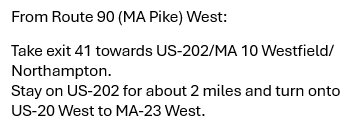 From Route 90 (MA Pike) West:
Take exit 41 towards US-202/MA 10 Westfield/
Northampton.
Stay on US-202 for about 2 miles and turn onto
US-20 West to MA-23 West.